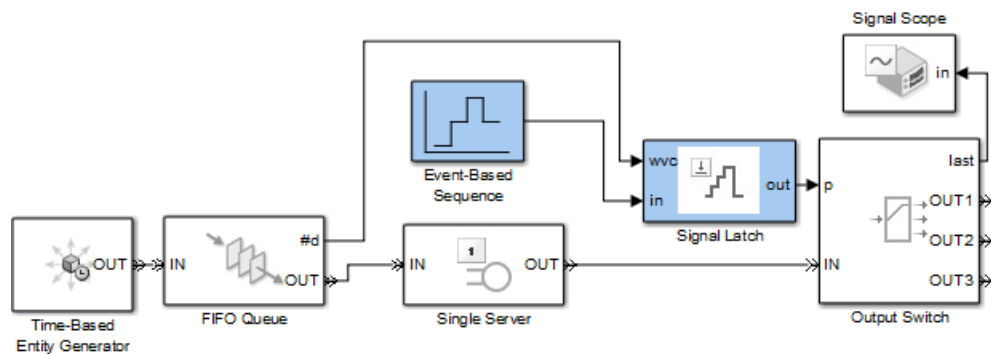 Signal Scope
in
Event-Based
Sequence
wvc
in
out
Signal Latch
last
p
OUT1
OUT2
OUT3
IN
Output Switch
OUT
Time-Based
Entity Generator
IN
#d
OUT
FIFO Queue
IN
1
OUT
Single Server